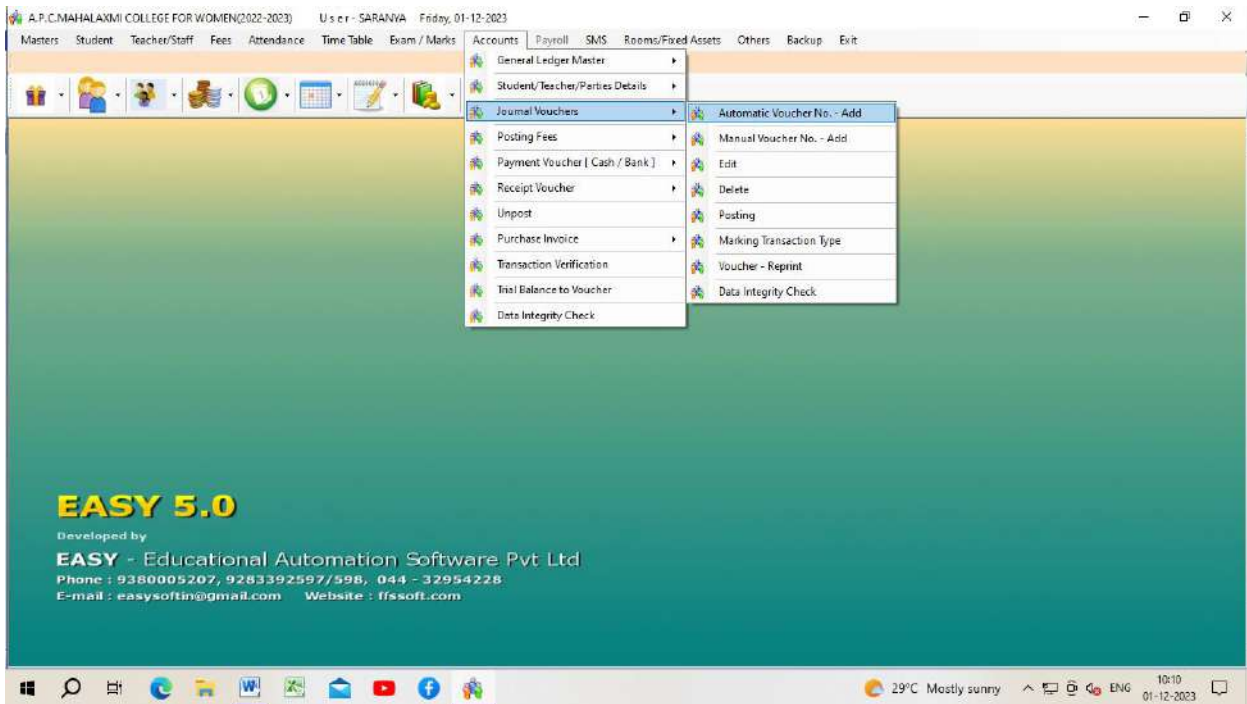 A.P.C.MAHALAXMI COLLEGE FOR WOMEN(2022-2023) U s e r - SARANYA Friday, 01-12-2023
Masters Student Teacher/Staff Fees Attendance Time Table Exam / Marks Accounts Payroll SMS Rooms/Fixed Assets Others Backup Exit
General Ledger Master
Student/Teacher/Parties Details
Journal Vouchers
Posting Fees
Payment Voucher [ Cash / Bank ]
Receipt Voucher
Unpost
Purchase Invoice
Transaction Verification
Trial Balance to Voucher
Data Integrity Check
Automatic Voucher No. - Add
Manual Voucher No. - Add
Edit
Delete
Posting
Marking Transaction Type
Voucher - Reprint
Data Integrity Check
EASY 5.0
Developed by
EASY - Educational Automation Software Pvt Ltd
Phone : 9380005207, 9283392597/598, 044 - 32954228
E-mail : easysoftin@gmail.com Website : ffssoft.com
29°C Mostly sunny ENG 10:10
01-12-2023